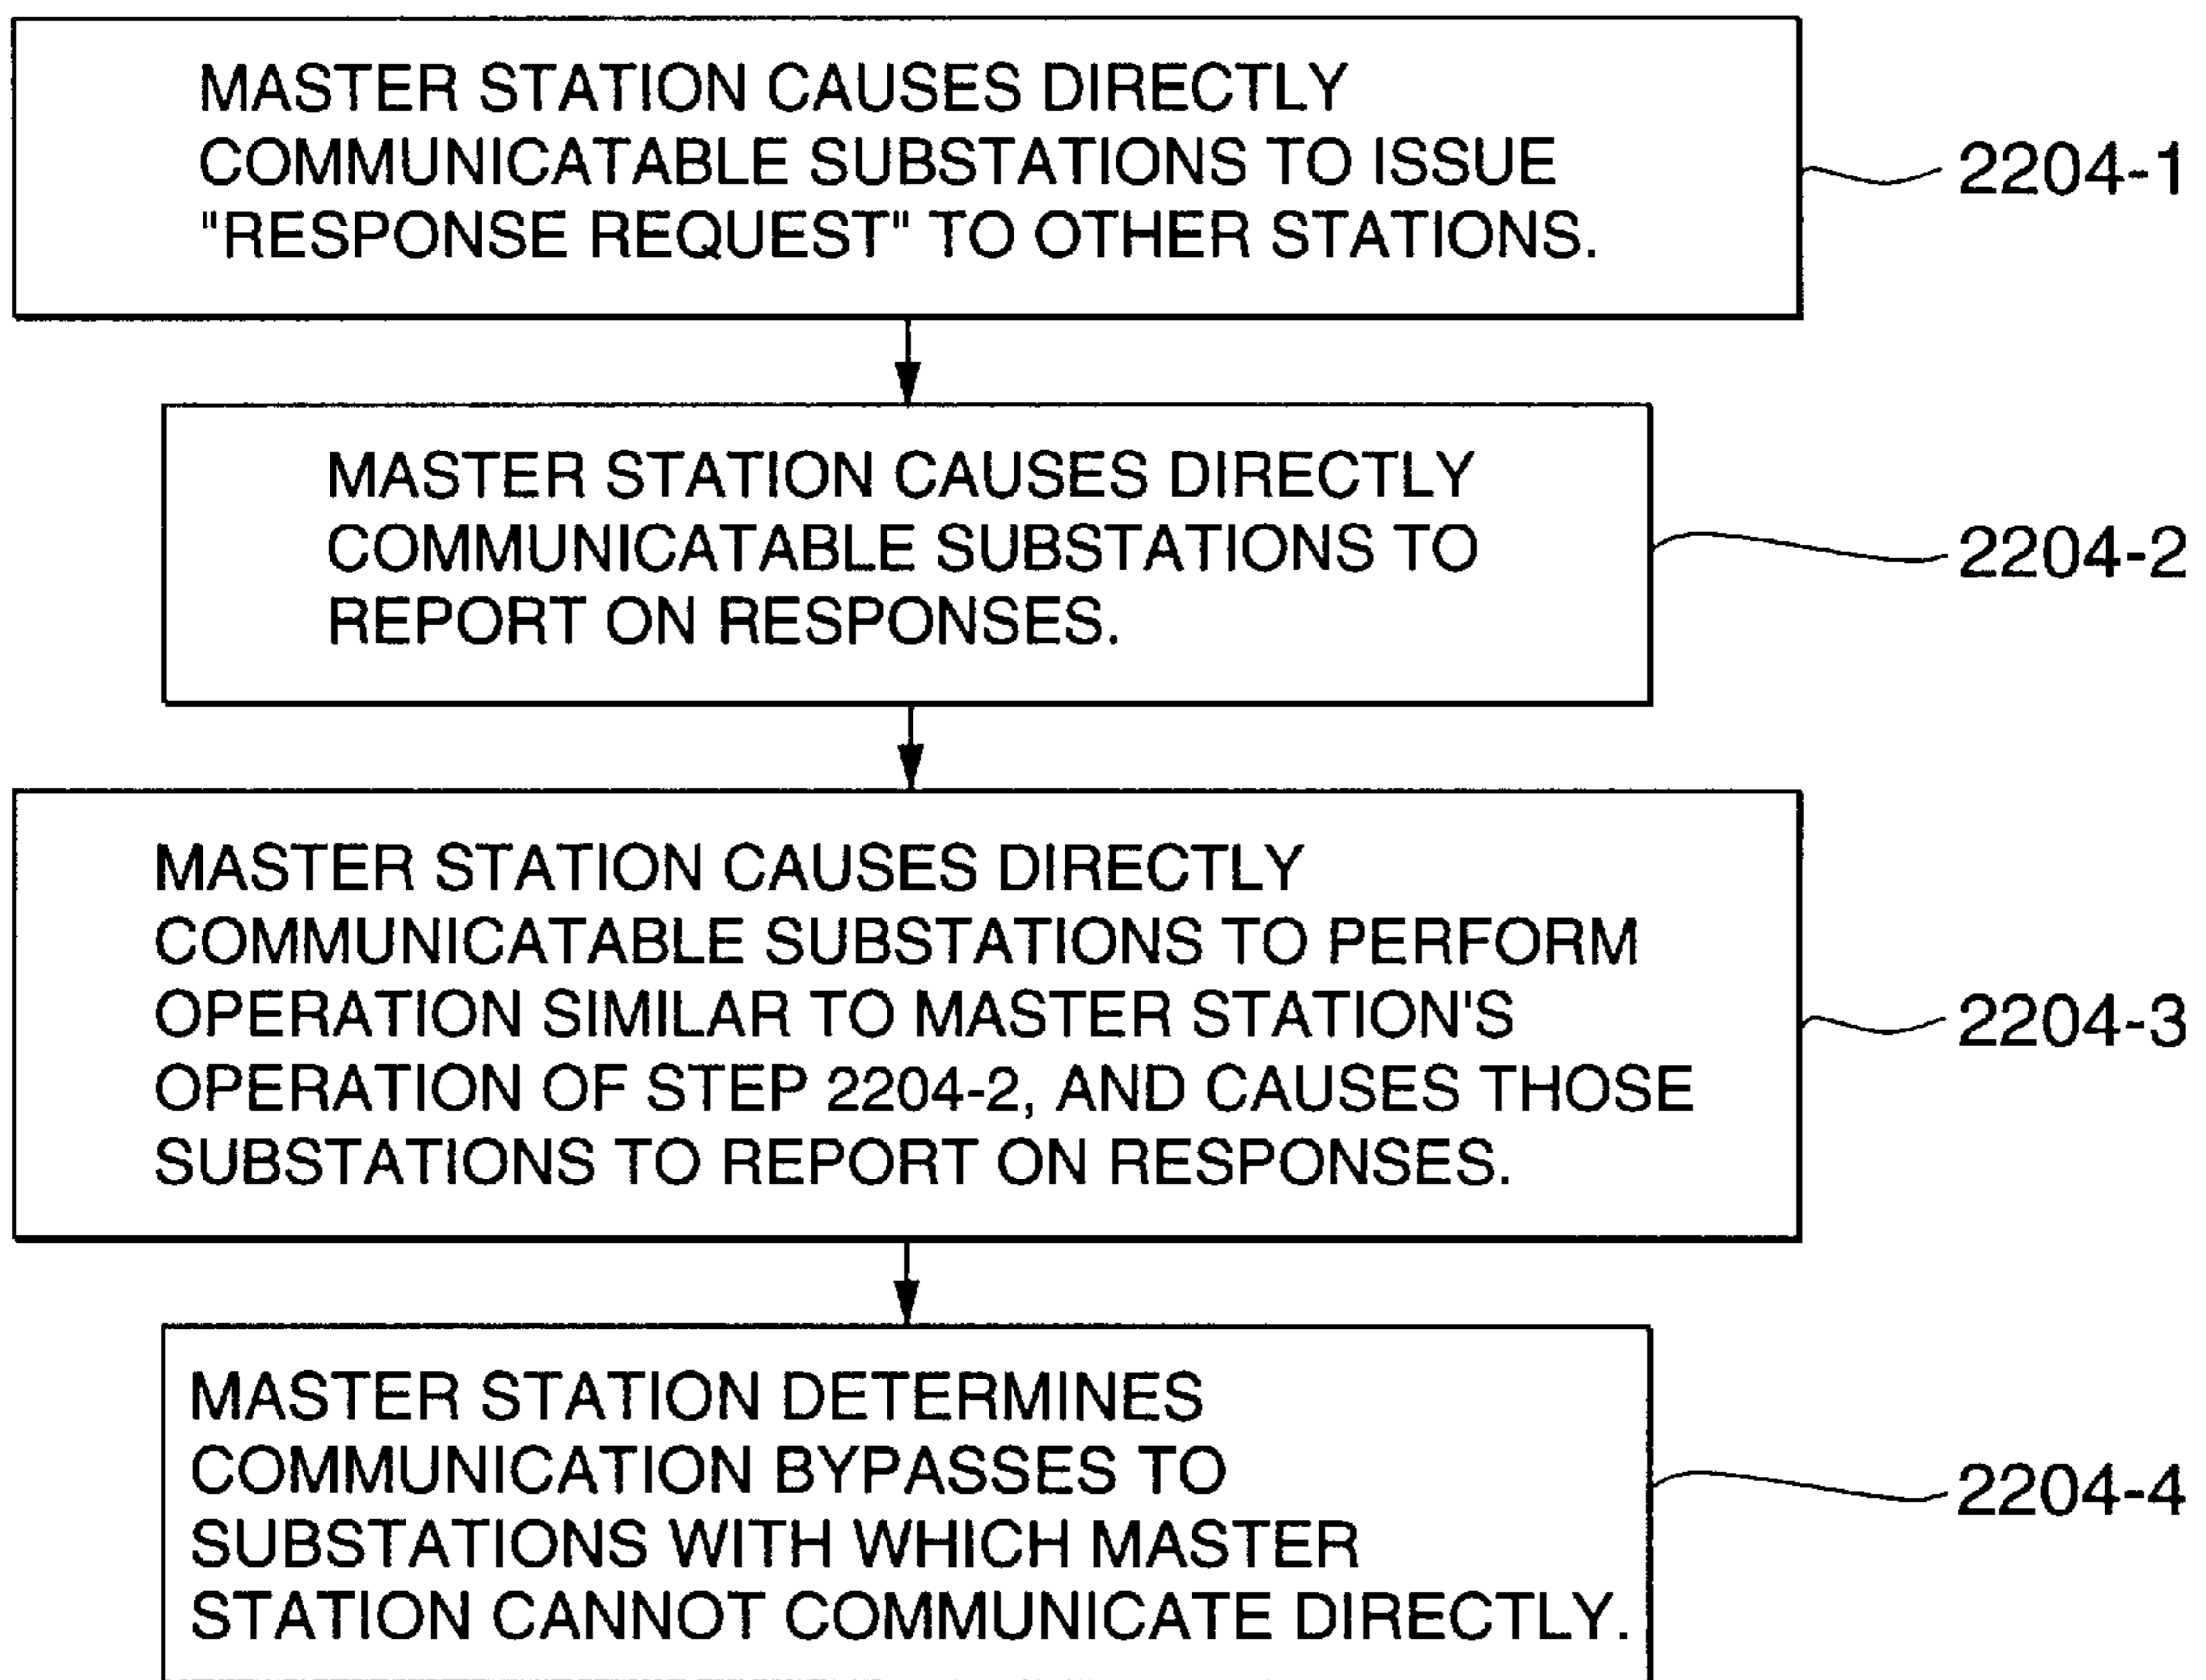 MASTER STATION CAUSES DIRECTLY
COMMUNICATABLE SUBSTATIONS TO ISSUE
"RESPONSE REQUEST" TO OTHER STATIONS.
2204-1
MASTER STATION CAUSES DIRECTLY
COMMUNICATABLE SUBSTATIONS TO
REPORT ON RESPONSES.
2204-2
MASTER STATION CAUSES DIRECTLY
COMMUNICATABLE SUBSTATIONS TO PERFORM
OPERATION SIMILAR TO MASTER STATION'S
OPERATION OF STEP 2204-2, AND CAUSES THOSE
SUBSTATIONS TO REPORT ON RESPONSES.
2204-3
MASTER STATION DETERMINES
COMMUNICATION BYPASSES TO
SUBSTATIONS WITH WHICH MASTER
STATION CANNOT COMMUNICATE DIRECTLY.
2204-4